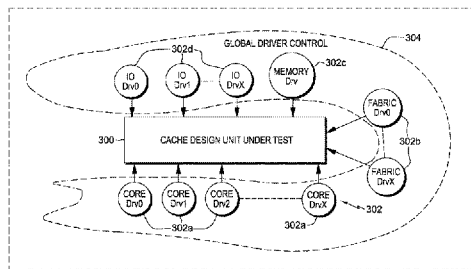 302d
GLOBAL DRIVER CONTROL
304
IO Drv0
IO Drv1
IO DrvX
MEMORY Drv
302c
FABRIC Drv0
300
CACHE DESIGN UNIT UNDER TEST
302b
FABRIC DrvX
CORE Drv0
CORE Drv1
CORE Drv2
CORE DrvX
302
302a
302a